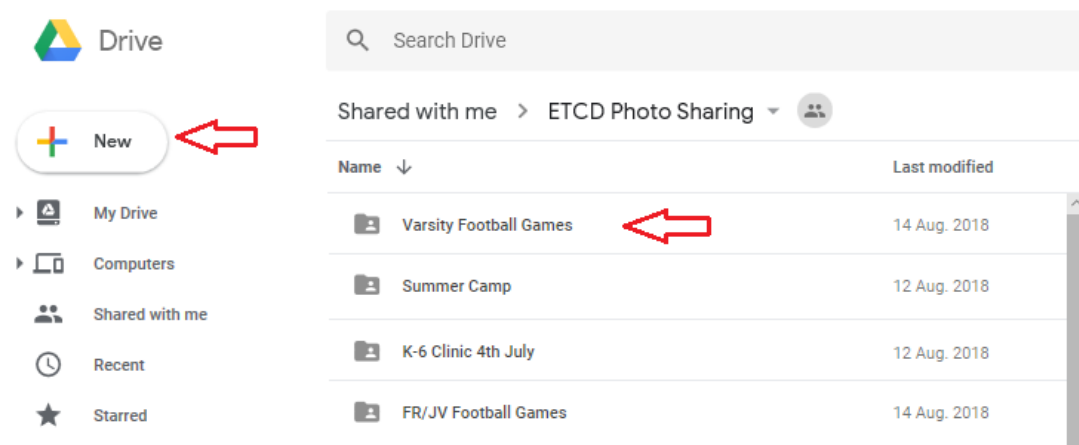 Drive
Search Drive
New
Shared with me > ETCD Photo Sharing
Name Last modified
My Drive
Computers
Shared with me
Recent
Starred
Varsity Football Games 14 Aug. 2018
Summer Camp 12 Aug. 2018
K-6 Clinic 4th July 12 Aug. 2018
FR/JV Football Games 14 Aug. 2018